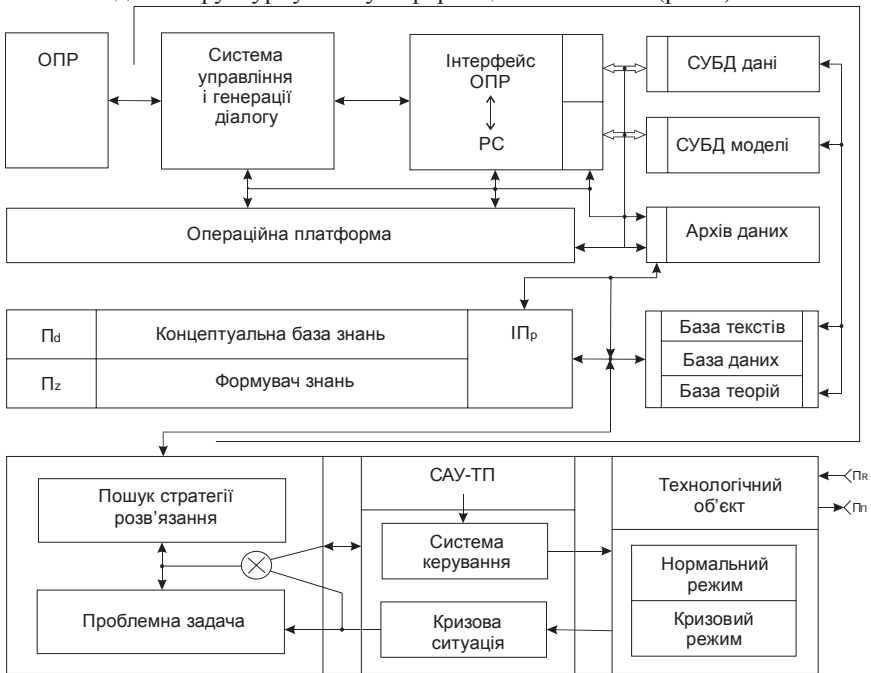 ОПР
Система
управління
і генерації
діалогу
Інтерфейс
ОПР
РС
СУБД дані
СУБД моделі
Операційна платформа
Архів даних
Пd
Концептуальна база знань
ІПр
Пz
Формувач знань
База текстів
База даних
База теорій
Пошук стратегії
розв'язання
Проблемна задача
САУ-ТП
Система
керування
Кризова
ситуація
Технологічний
об'єкт
Нормальний
режим
Кризовий
режим
ПR
Пп